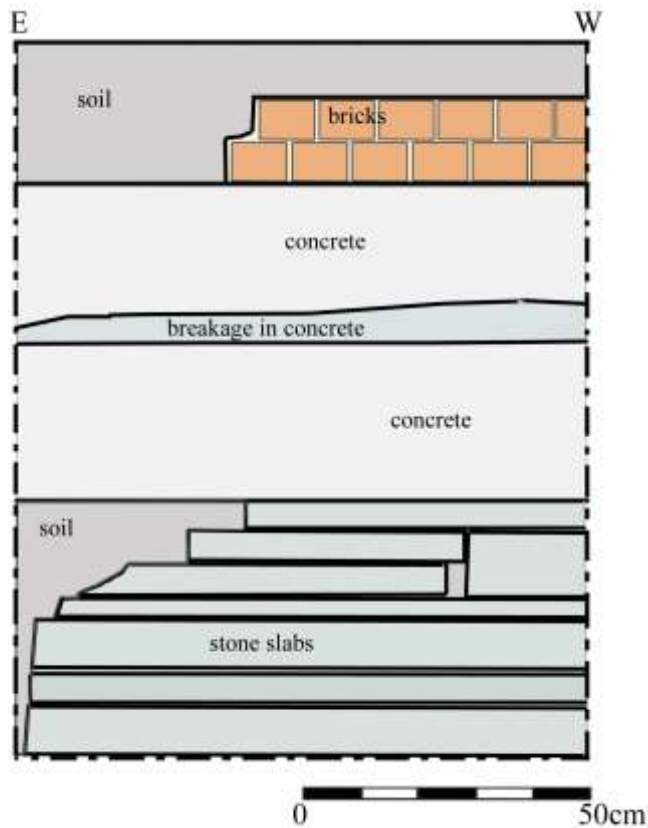 E W
soil
bricks
concrete
breakage in concrete
concrete
soil
stone slabs
0 50cm